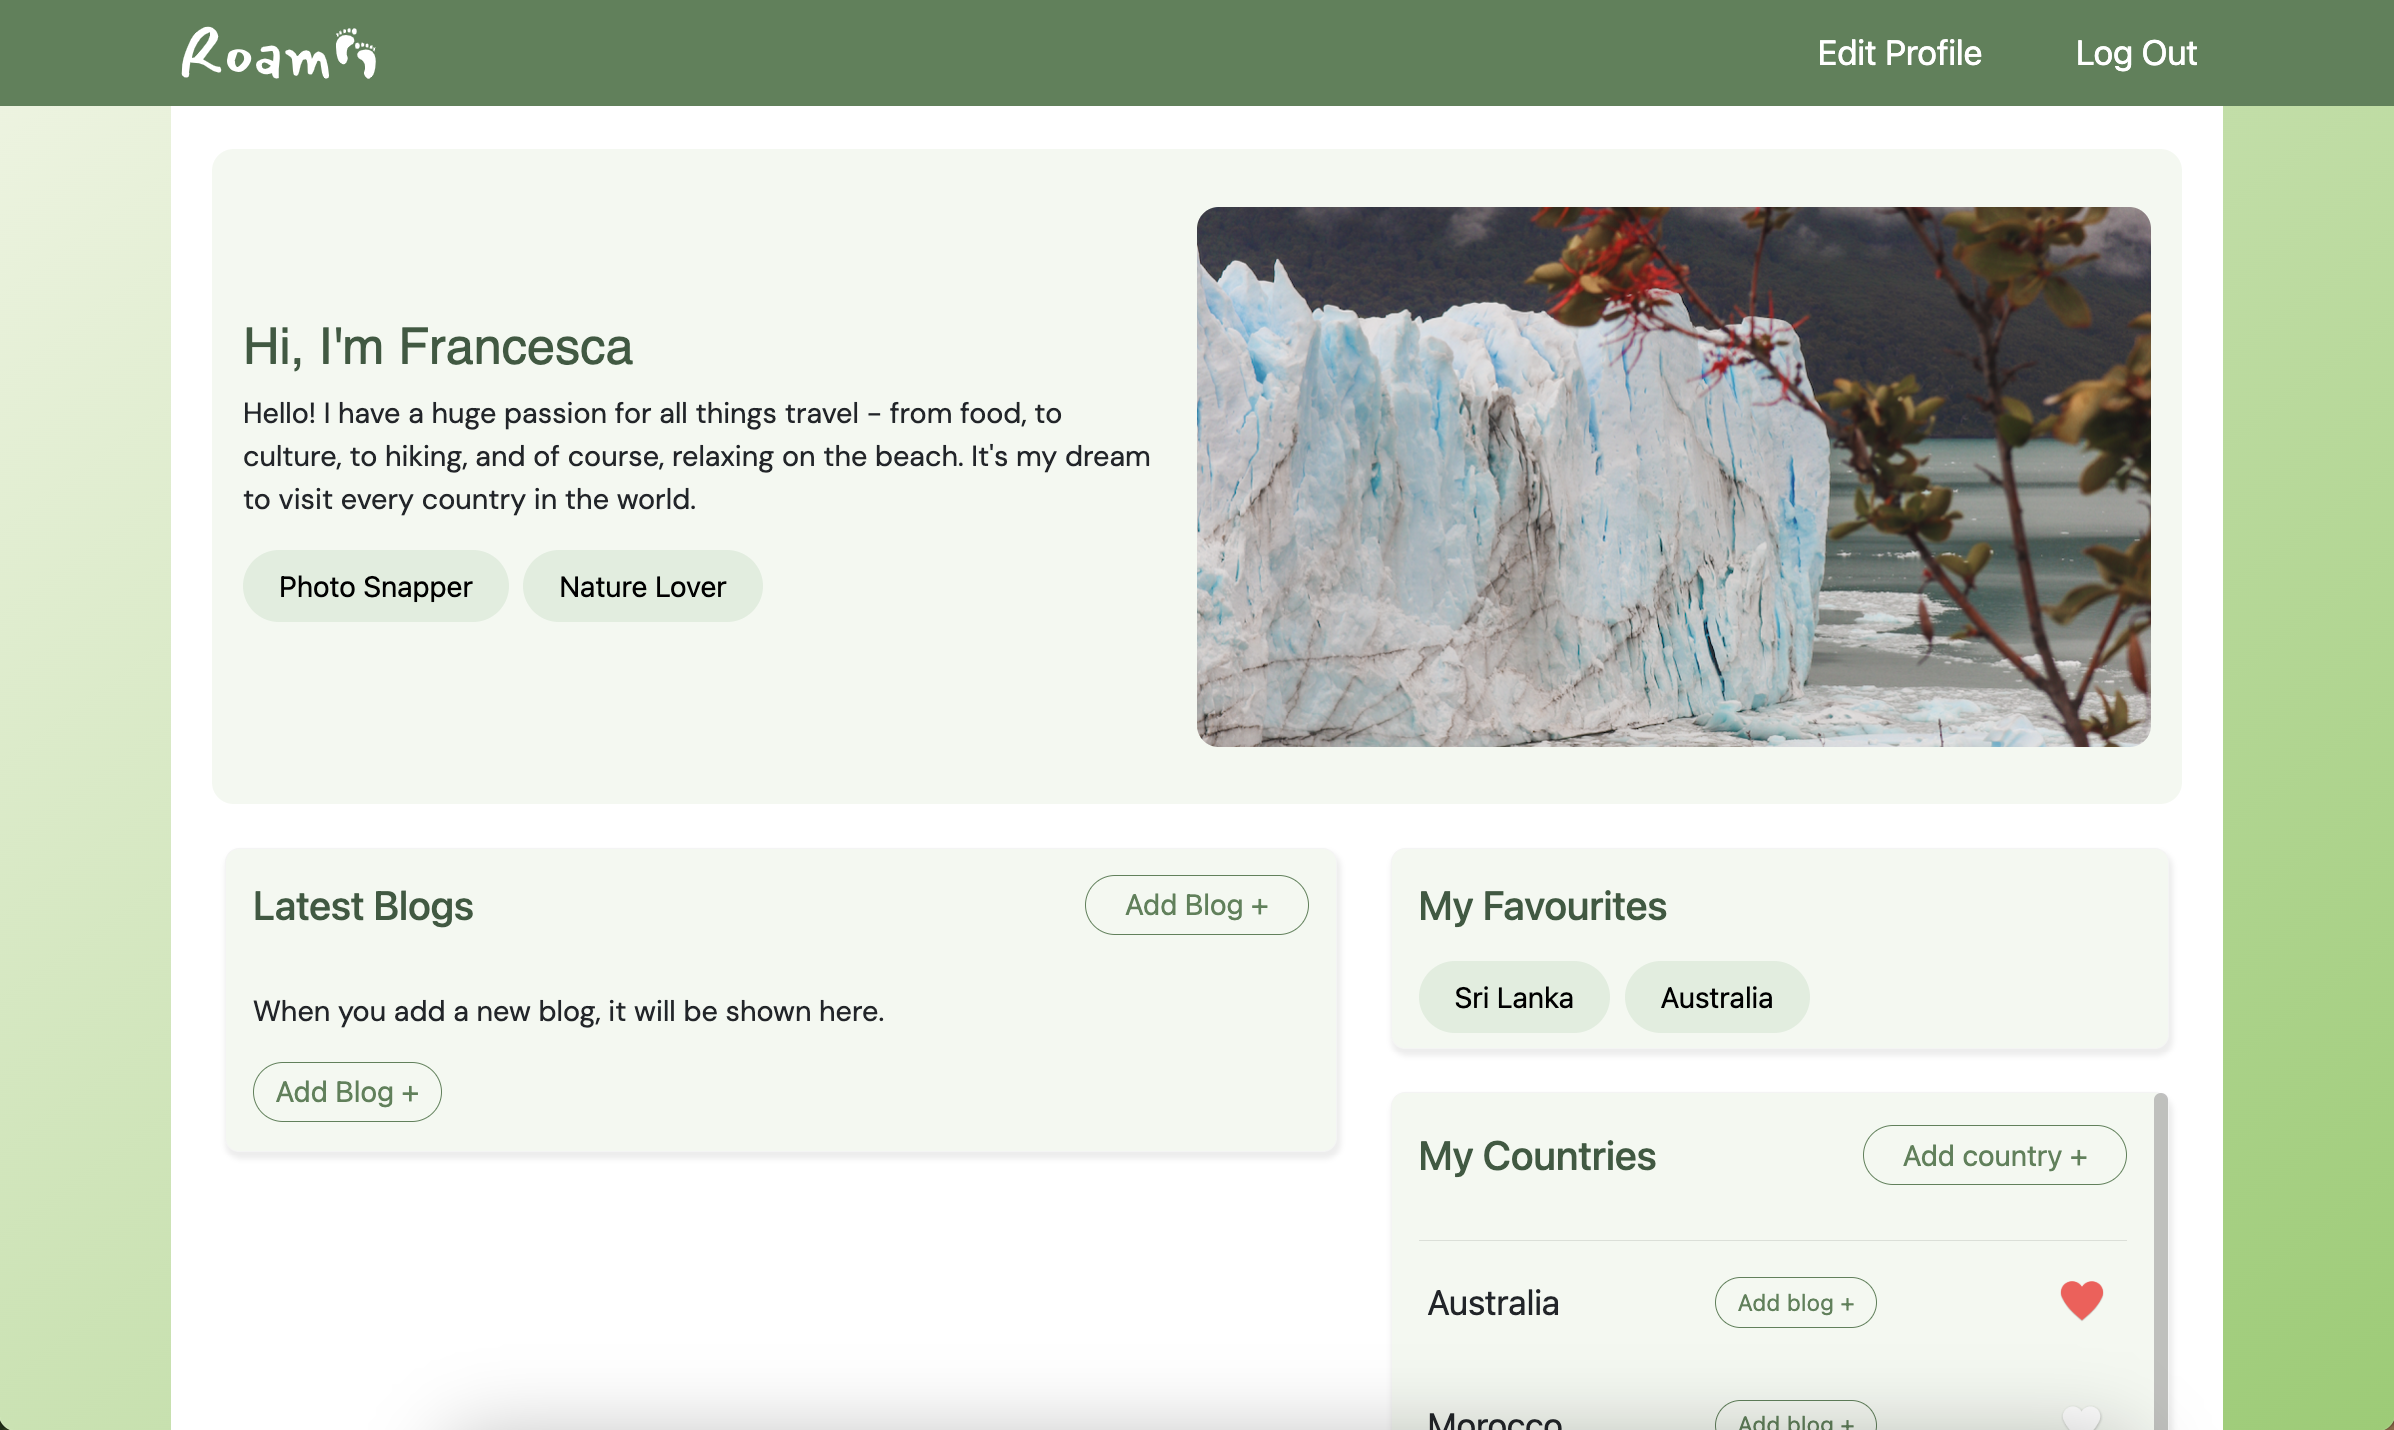 Roam
Edit Profile
Log Out
Hi, I'm Francesca
Hello! I have a huge passion for all things travel - from food, to
culture, to hiking, and of course, relaxing on the beach. It's my dream
to visit every country in the world.
Photo Snapper
Nature Lover
Latest Blogs
Add Blog +
When you add a new blog, it will be shown here.
Add Blog +
My Favourites
Sri Lanka
Australia
My Countries
Add country +
Australia
Add blog +
Morocco
Add blog +